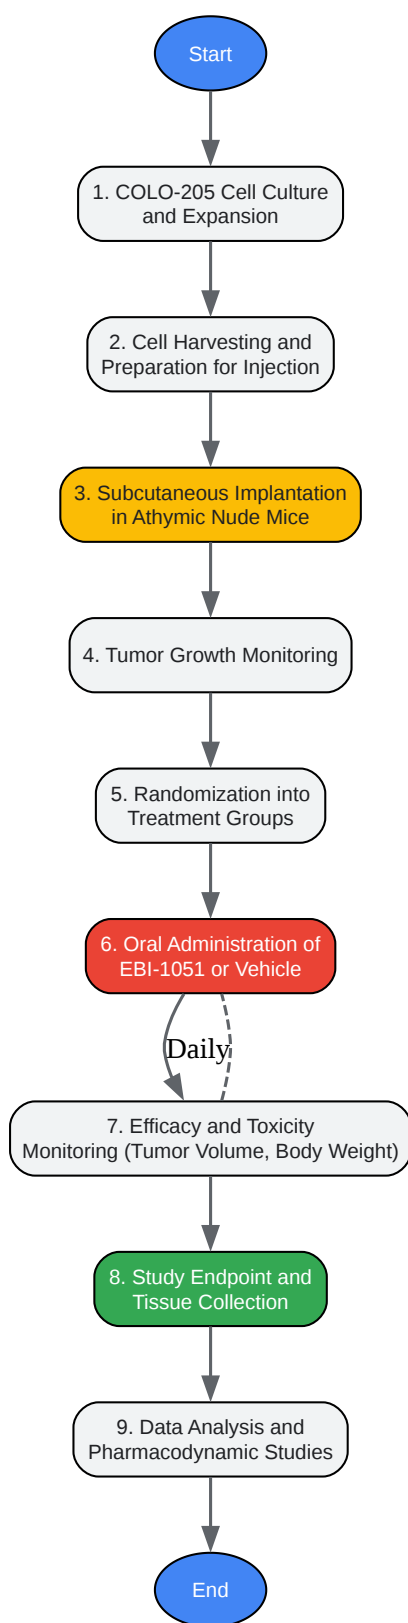 Start
1. COLO-205 Cell Culture
and Expansion
2. Cell Harvesting and
Preparation for Injection
3. Subcutaneous Implantation
in Athymic Nude Mice
4. Tumor Growth Monitoring
5. Randomization into
Treatment Groups
6. Oral Administration of
EBI-1051 or Vehicle
Daily
7. Efficacy and Toxicity
Monitoring (Tumor Volume, Body Weight)
8. Study Endpoint and
Tissue Collection
9. Data Analysis and
Pharmacodynamic Studies
End